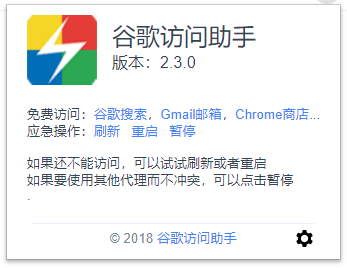 谷歌访问助手
版本：2.3.0
免费访问：谷歌搜索，Gmail邮箱，Chrome商店...
应急操作：刷新 重启 暂停
如果还不能访问，可以试试刷新或者重启
如果要使用其他代理而不冲突，可以点击暂停
.
© 2018 谷歌访问助手